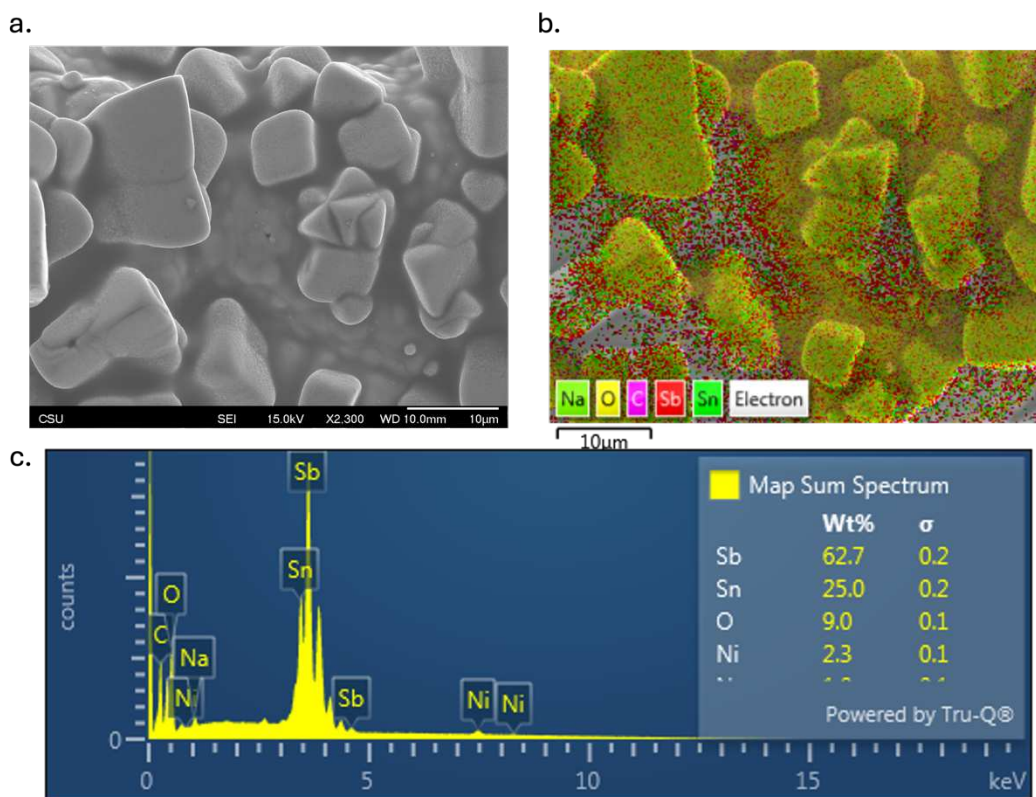 a.
b.
CSU SEI 15.0kV X2.300 WD 10.0mm 10µm
Na O C Sb Sn Electron
10µm
c.
Sb
Sn
O
C
Na
Ni
Sb
Ni
Ni
counts
0
0 5 10 15 keV
Map Sum Spectrum
Wt% σ
Sb 62.7 0.2
Sn 25.0 0.2
O 9.0 0.1
Ni 2.3 0.1
Powered by Tru-Q®